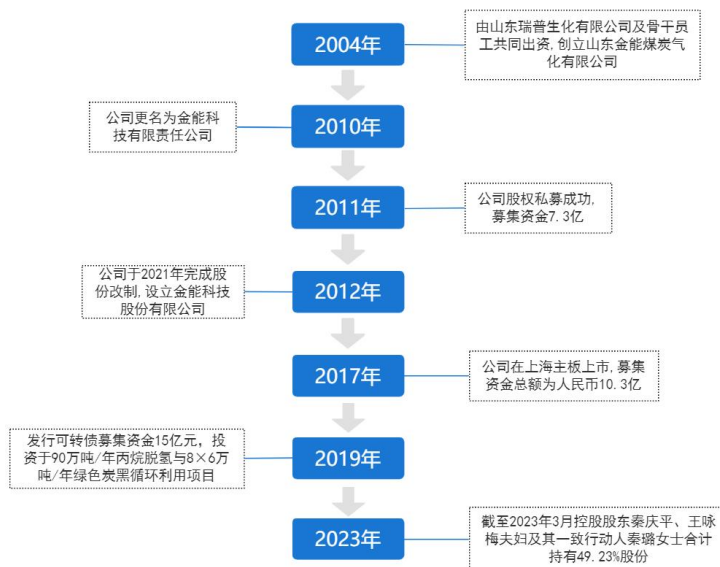 2004年
由山东瑞普生化有限公司及骨干员
工共同出资,创立山东金能煤炭气
化有限公司
公司更名为金能科
技有限责任公司
2010年
2011年
公司股权私募成功,
募集资金7.3亿
公司于2021年完成股
份改制,设立金能科技
股份有限公司
2012年
2017年
公司在上海主板上市,募集
资金总额为人民币10.3亿
发行可转债募集资金15亿元，投
资于90万吨/年丙烷脱氢与8×6万
吨/年绿色炭黑循环利用项目
2019年
2023年
截至2023年3月控股股东秦庆平、王咏
梅夫妇及其一致行动人秦璐女士合计
持有49.23%股份